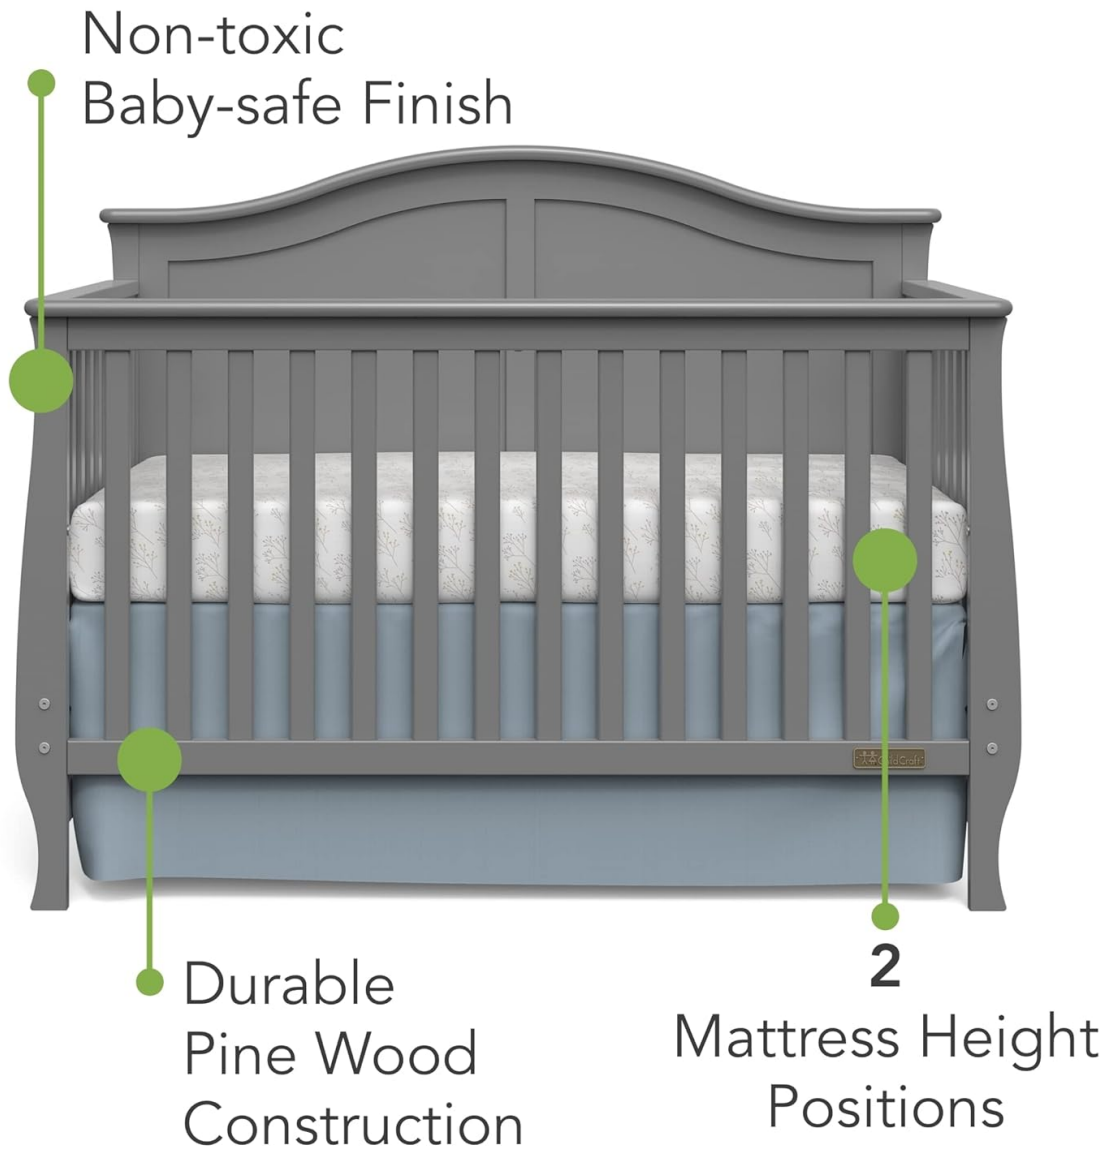 Non-toxic
Baby-safe Finish
Durable
Pine Wood
Construction
2
Mattress Height
Positions